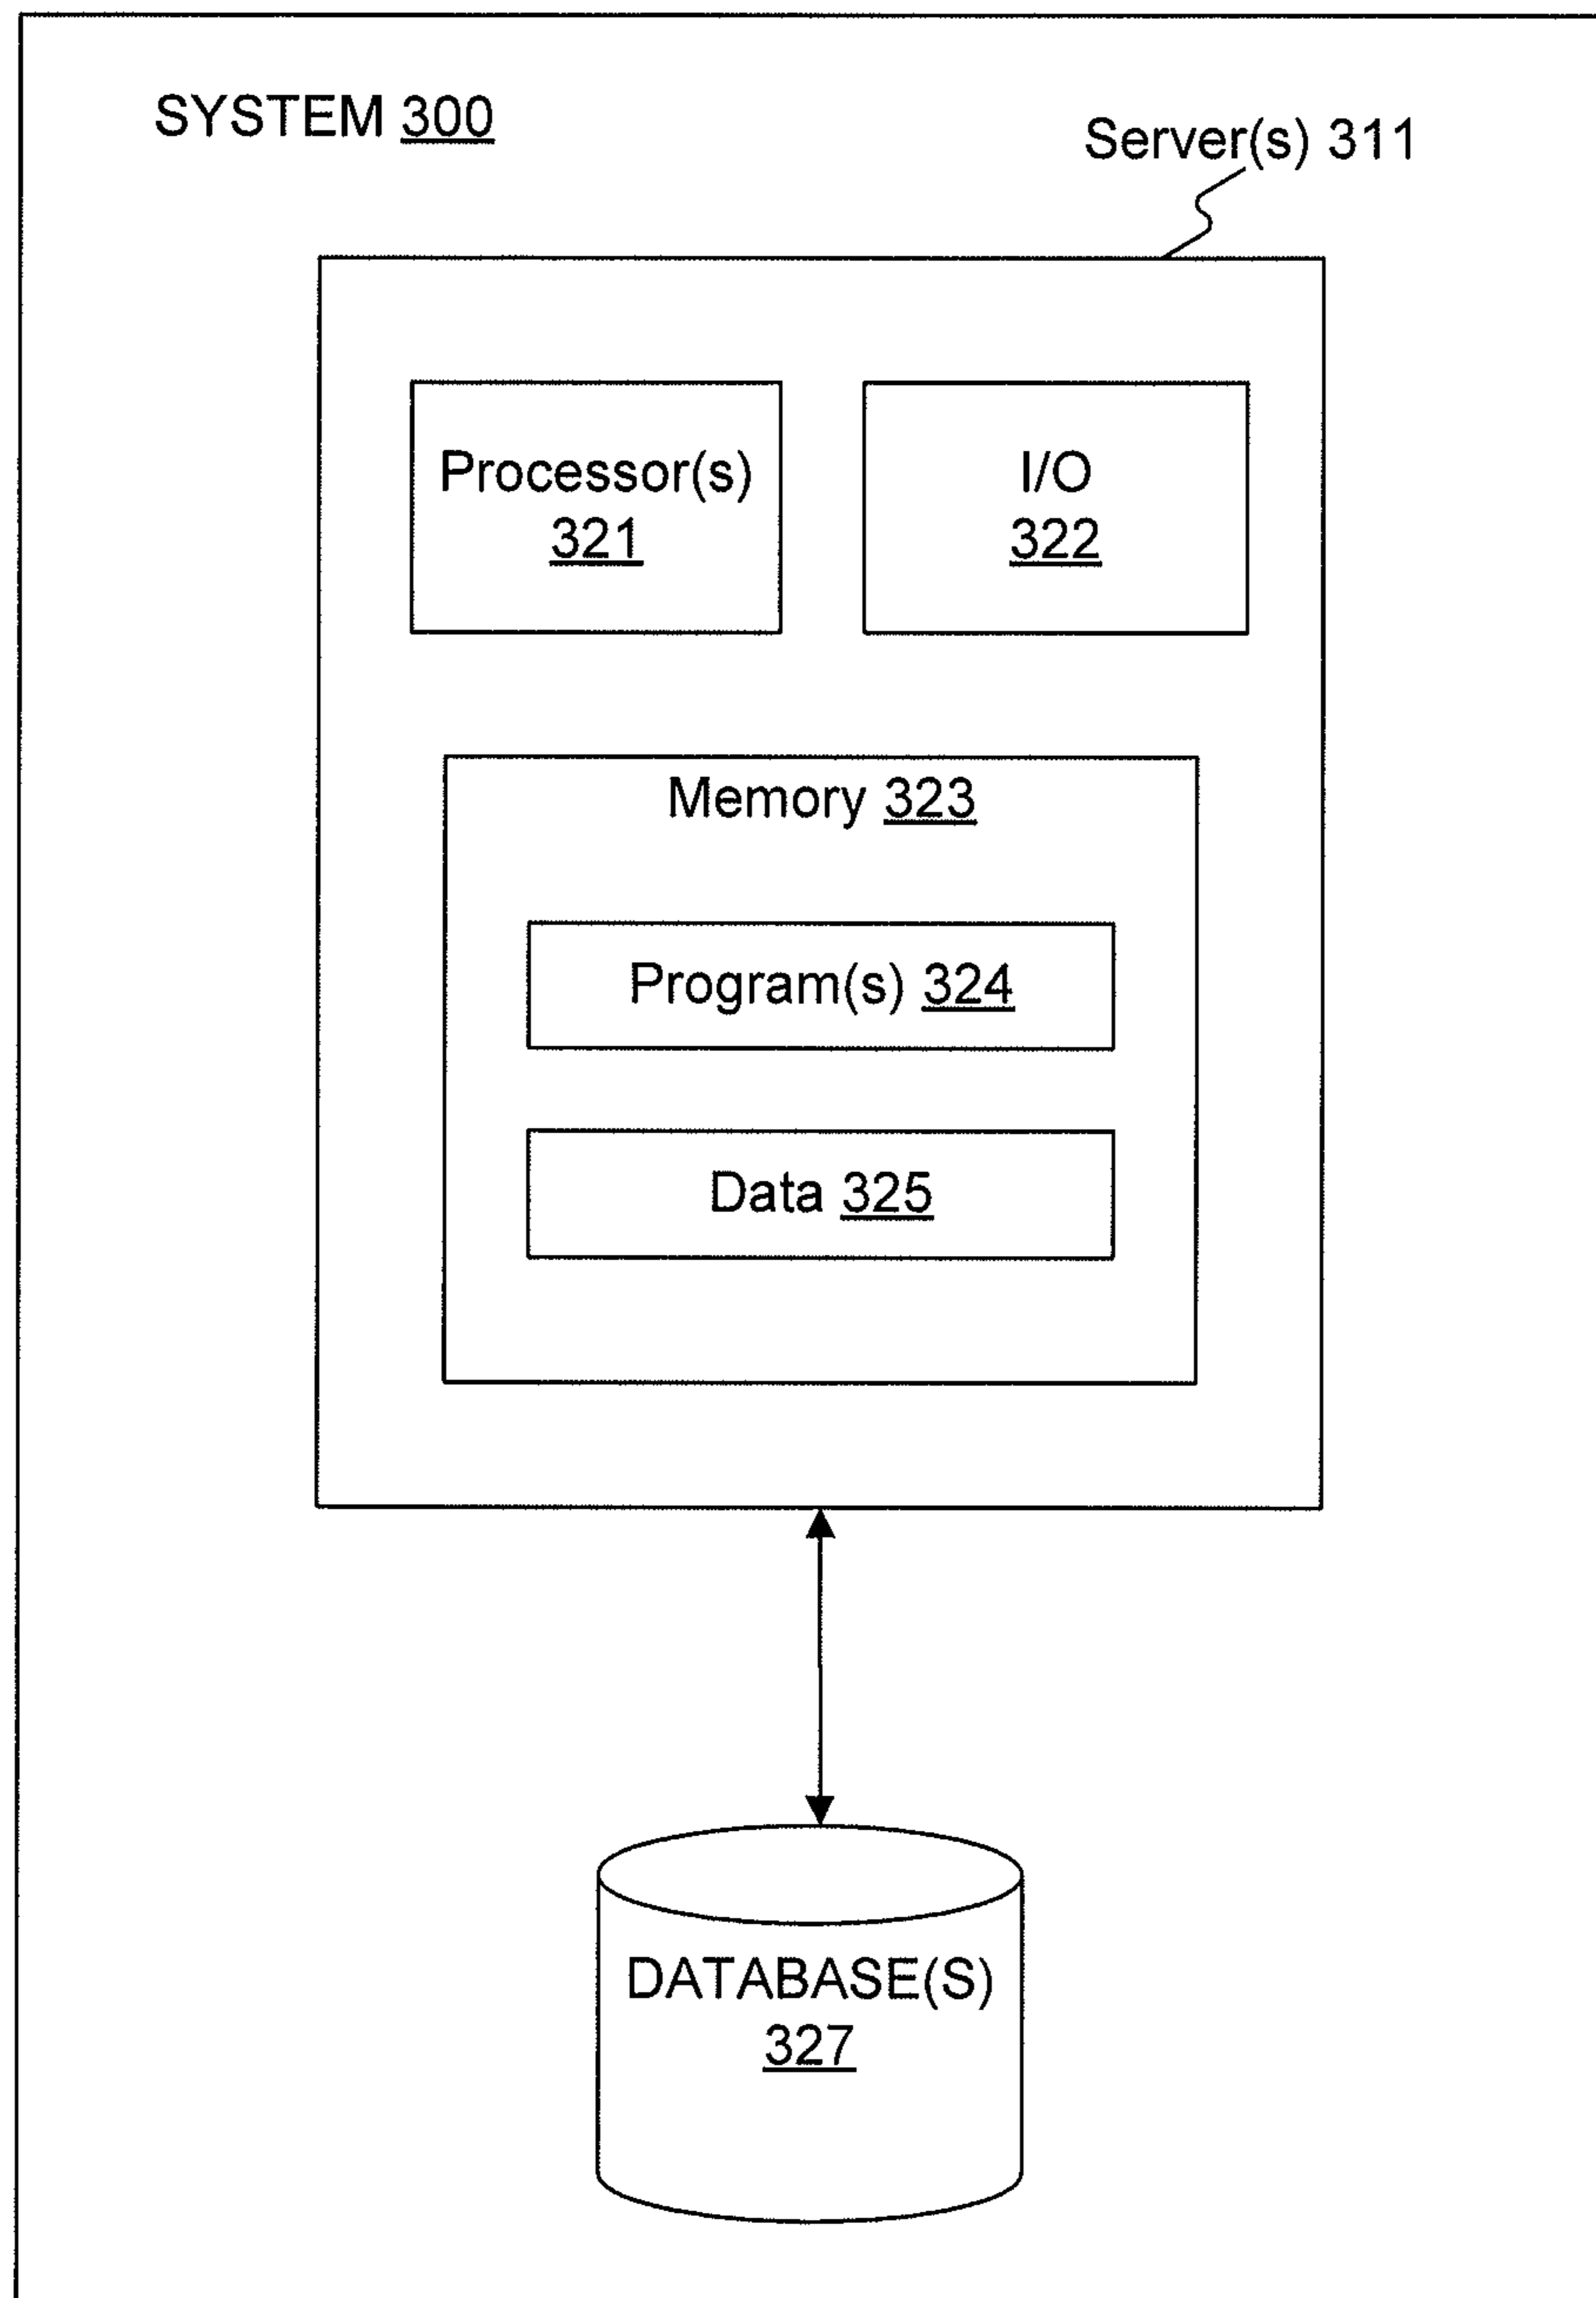 SYSTEM 300
Server(s) 311
Processor(s)
321
I/O
322
Memory 323
Program(s) 324
Data 325
DATABASE(S)
327